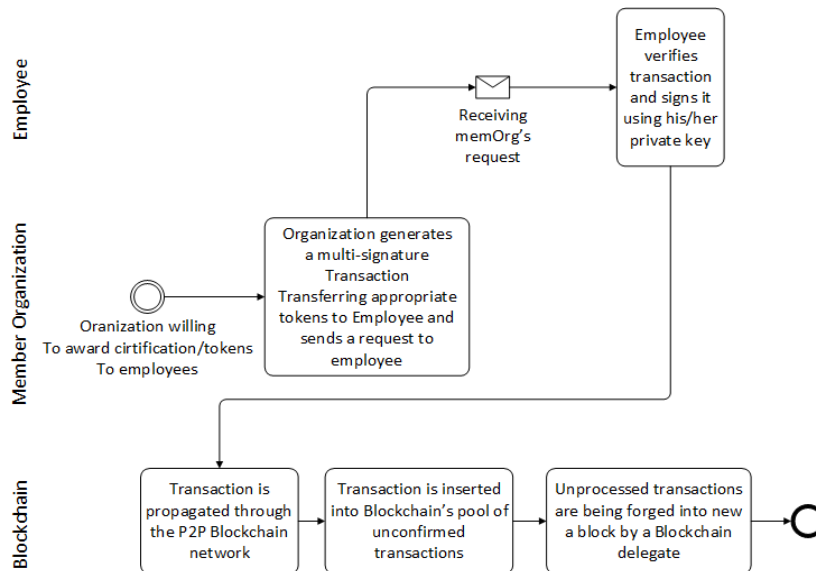 Employee
Receiving
memOrg's
request
Employee
verifies
transaction
and signs it
using his/her
private key
Member Organization
Oranization willing
To award cirtification/tokens
To employees
Organization generates
a multi-signature
Transaction
Transferring appropriate
tokens to Employee and
sends a request to
employee
Blockchain
Transaction is
propagated through
the P2P Blockchain
network
Transaction is inserted
into Blockchain's pool of
unconfirmed
transactions
Unprocessed transactions
are being forged into new
a block by a Blockchain
delegate